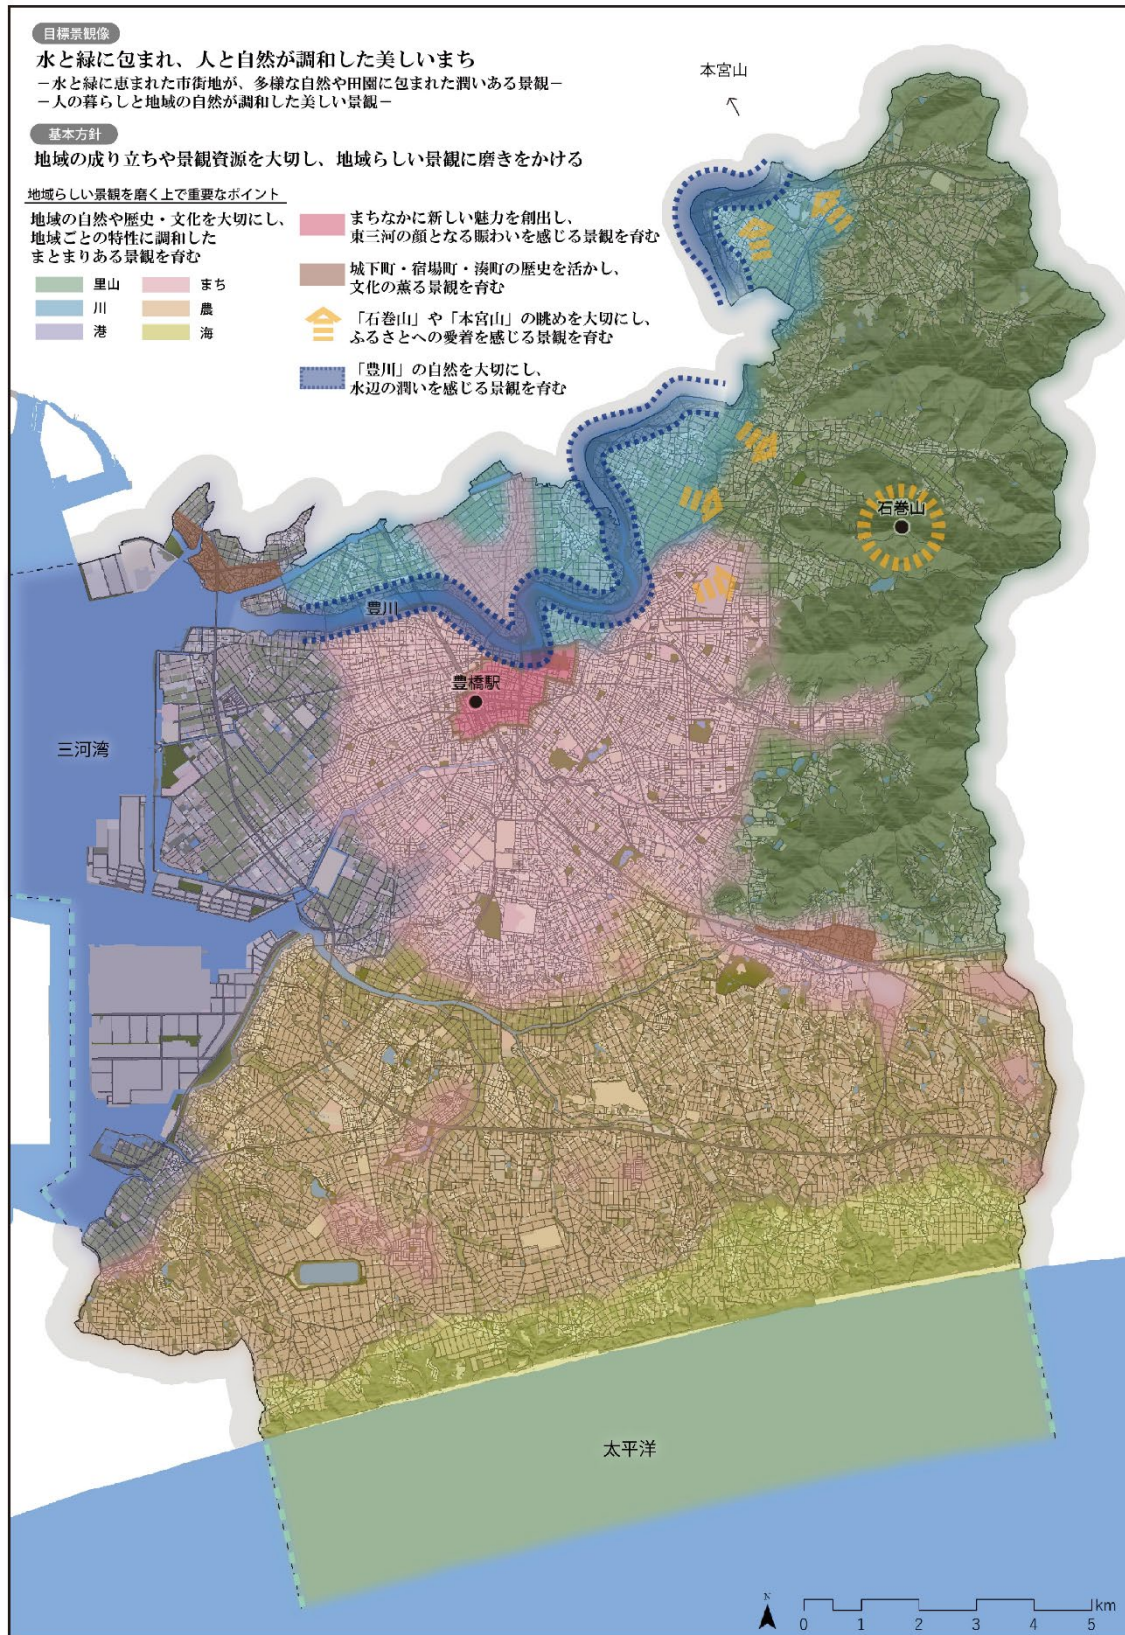 目標景観像
水と緑に包まれ、人と自然が調和した美しいまち
－水と緑に恵まれた市街地が、多様な自然や田園に包まれた潤いある景観－
－人の暮らしと地域の自然が調和した美しい景観－
基本方針
地域の成り立ちや景観資源を大切し、地域らしい景観に磨きをかける
地域らしい景観を磨く上で重要なポイント
地域の自然や歴史・文化を大切にし、
地域ごとの特性に調和した
まとまりある景観を育む
里山
まち
川
農
港
海
まちなかに新しい魅力を創出し、
東三河の顔となる賑わいを感じる景観を育む
城下町・宿場町・湊町の歴史を活かし、
文化の薫る景観を育む
「石巻山」や「本宮山」の眺めを大切にし、
ふるさとへの愛着を感じる景観を育む
「豊川」の自然を大切にし、
水辺の潤いを感じる景観を育む
本宮山
石巻山
豊川
豊橋駅
三河湾
太平洋
N
km
0 1 2 3 4 5